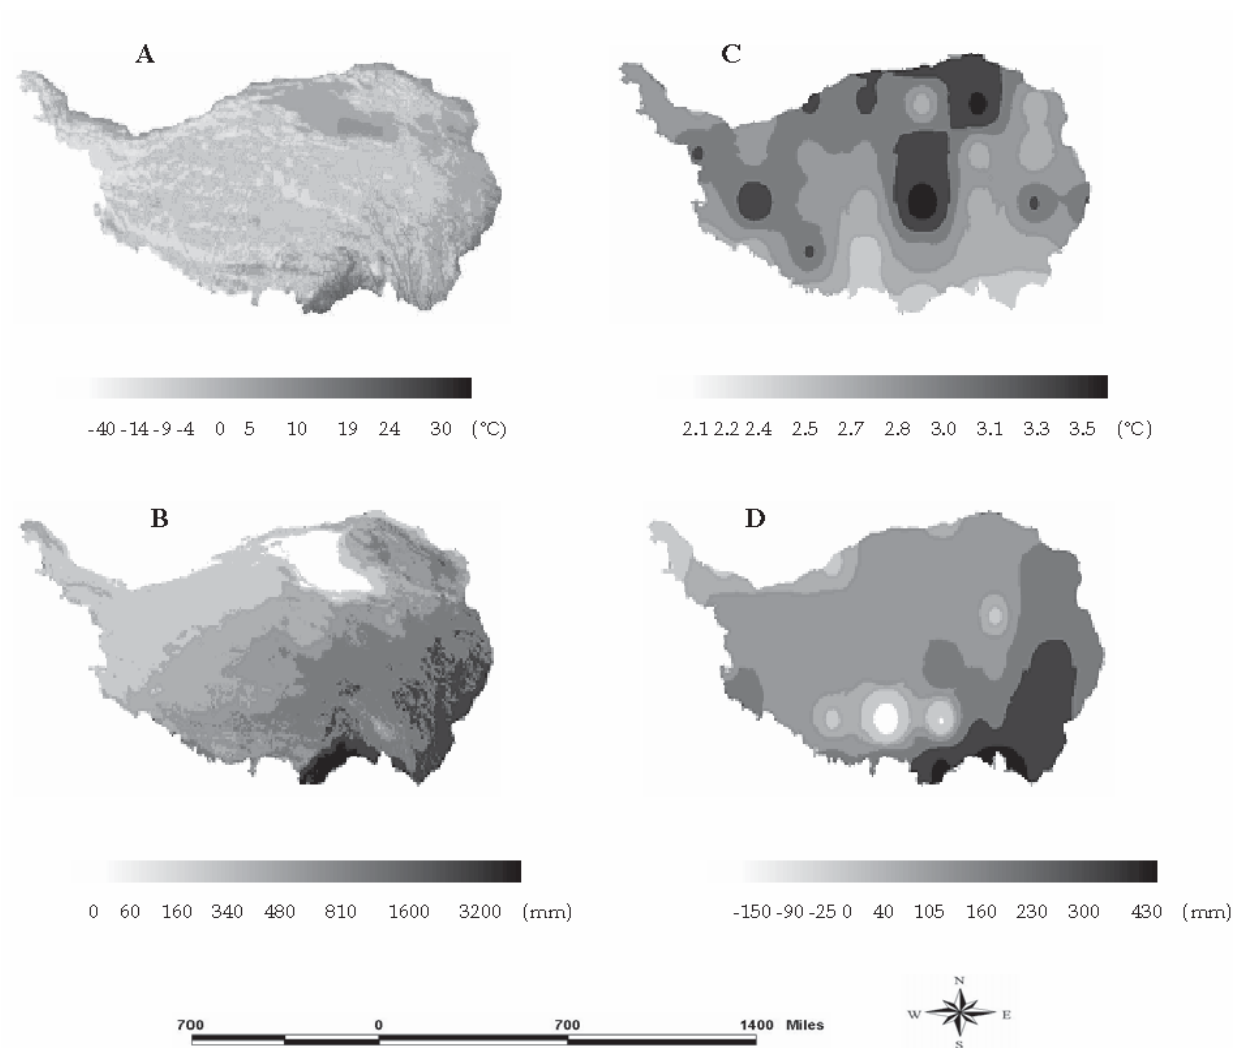 A
C
-40 -14 -9 -4 0 5 10 19 24 30 (°C)
2.1 2.2 2.4 2.5 2.7 2.8 3.0 3.1 3.3 3.5 (°C)
B
D
0 60 160 340 480 810 1600 3200 (mm)
-150 -90 -25 0 40 105 160 230 300 430 (mm)
700 0 700 1400 Miles
N
W E
S